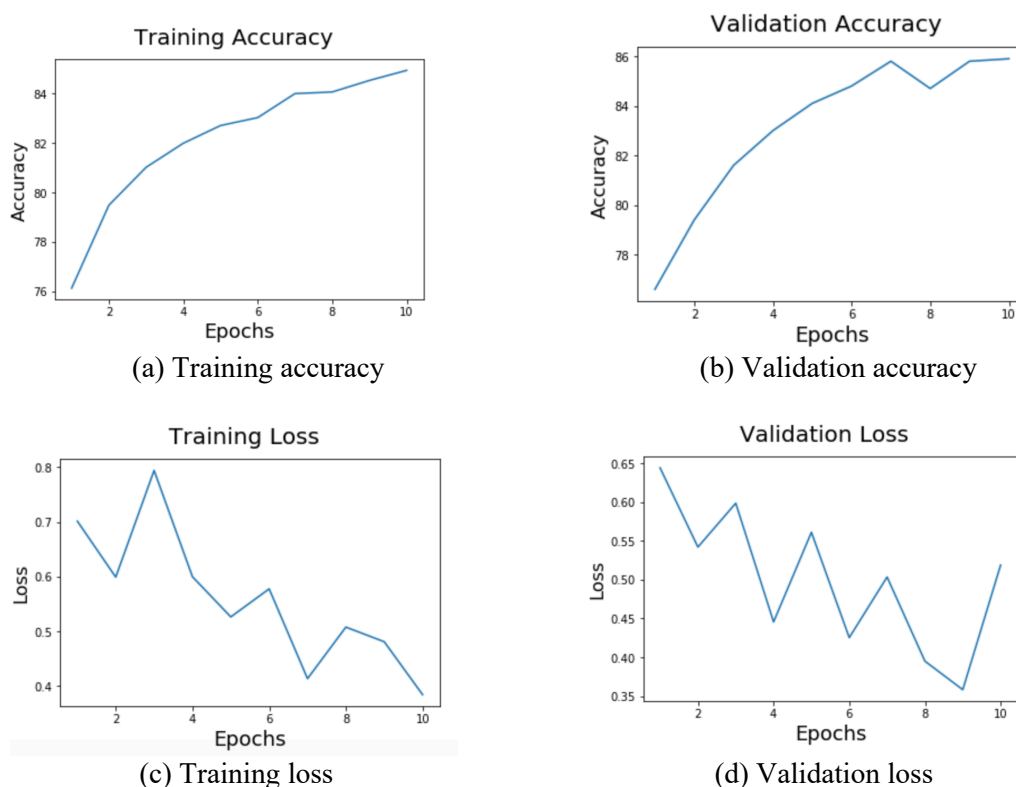 Training Accuracy
Accuracy
84
82
80
78
76
2 4 6 8 10
Epochs
(a) Training accuracy
Validation Accuracy
Accuracy
86
84
82
80
78
2 4 6 8 10
Epochs
(b) Validation accuracy
Training Loss
Loss
0.8
0.7
0.6
0.5
0.4
2 4 6 8 10
Epochs
(c) Training loss
Validation Loss
Loss
0.65
0.60
0.55
0.50
0.45
0.40
0.35
2 4 6 8 10
Epochs
(d) Validation loss